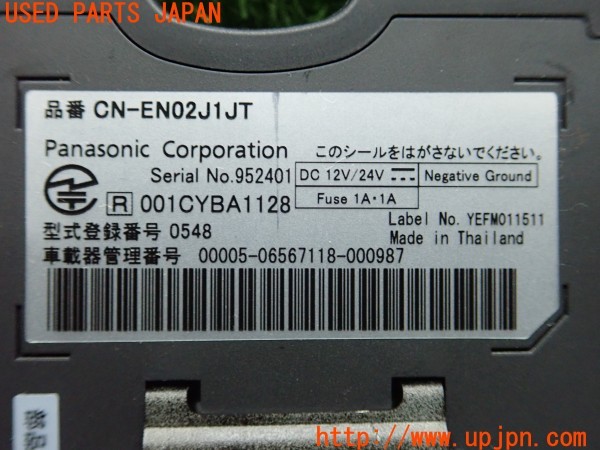 USED PARTS JAPAN
品番 CN-EN02J1JT
Panasonic Corporation
このシールをはがさないでください。
Serial No.952401
DC 12V/24V
Negative Ground
Fuse 1A・1A
R 001CYBA1128
Label No. YEFM011511
型式登録番号 0548
Made in Thailand
車載器管理番号 00005-06567118-000987
http://www.upjpn.com/